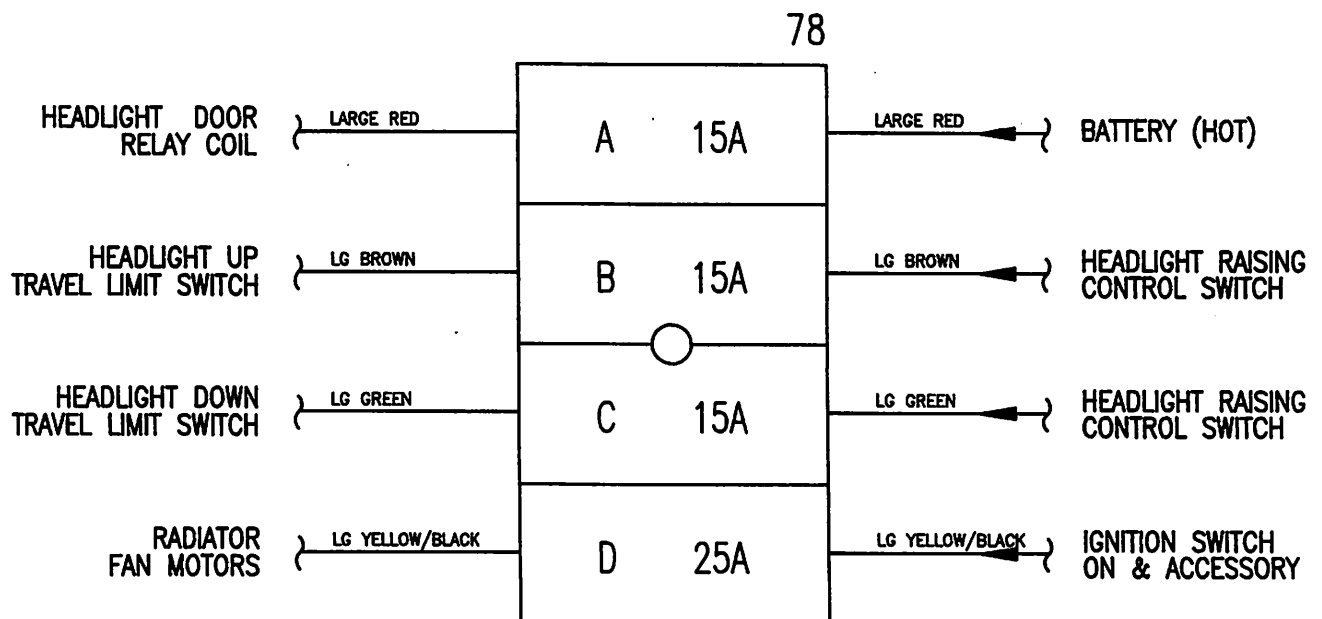 78
HEADLIGHT DOOR
RELAY COIL
LARGE RED
A 15A
LARGE RED
BATTERY (HOT)
HEADLIGHT UP
TRAVEL LIMIT SWITCH
LG BROWN
B 15A
LG BROWN
HEADLIGHT RAISING
CONTROL SWITCH
HEADLIGHT DOWN
TRAVEL LIMIT SWITCH
LG GREEN
C 15A
LG GREEN
HEADLIGHT RAISING
CONTROL SWITCH
RADIATOR
FAN MOTORS
LG YELLOW/BLACK
D 25A
LG YELLOW/BLACK
IGNITION SWITCH
ON & ACCESSORY